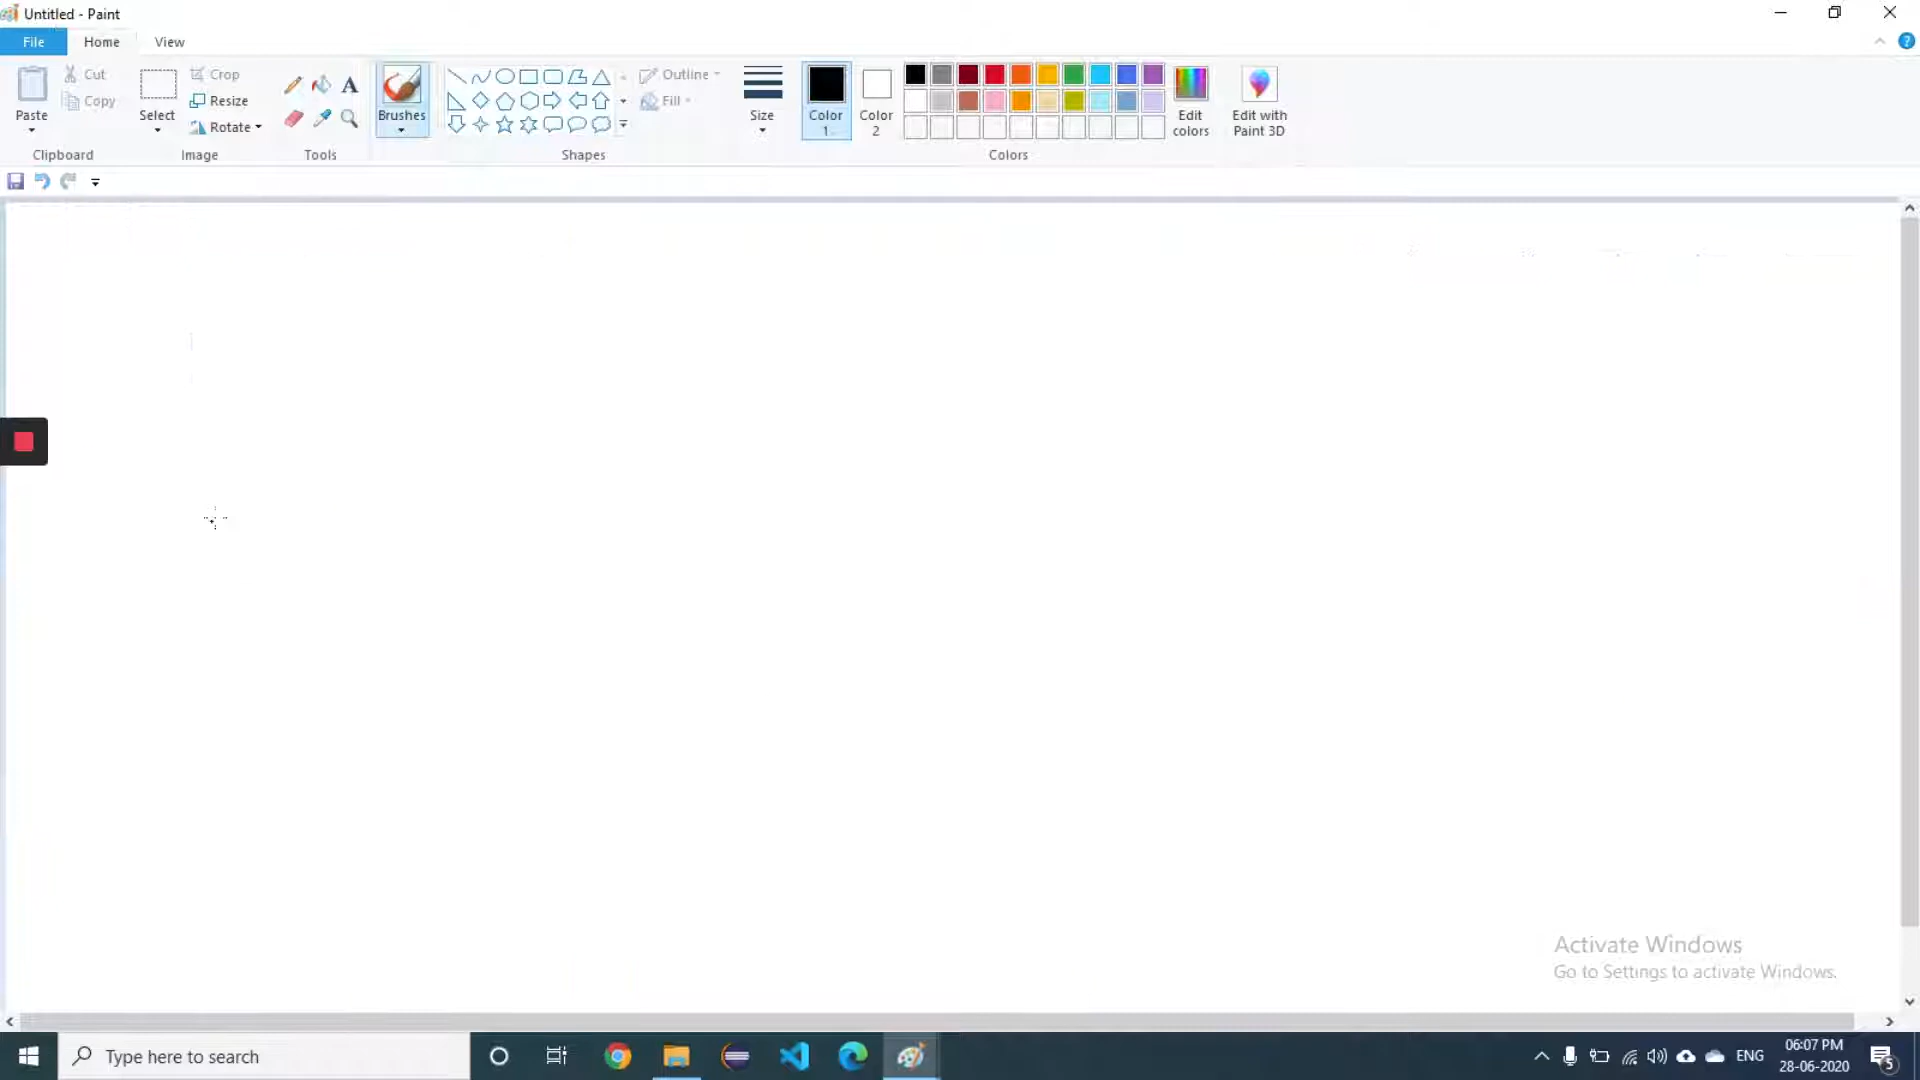 Untitled - Paint
File Home View
Paste
Cut
Copy
Clipboard
Select
Crop
Resize
Rotate
Image
A
Tools
Brushes
Shapes
Outline
Fill
Size
Color 1
Color 2
Colors
Edit colors
Edit with Paint 3D
?
Activate Windows
Go to Settings to activate Windows.
Type here to search
ENG
06:07 PM
28-06-2020
5